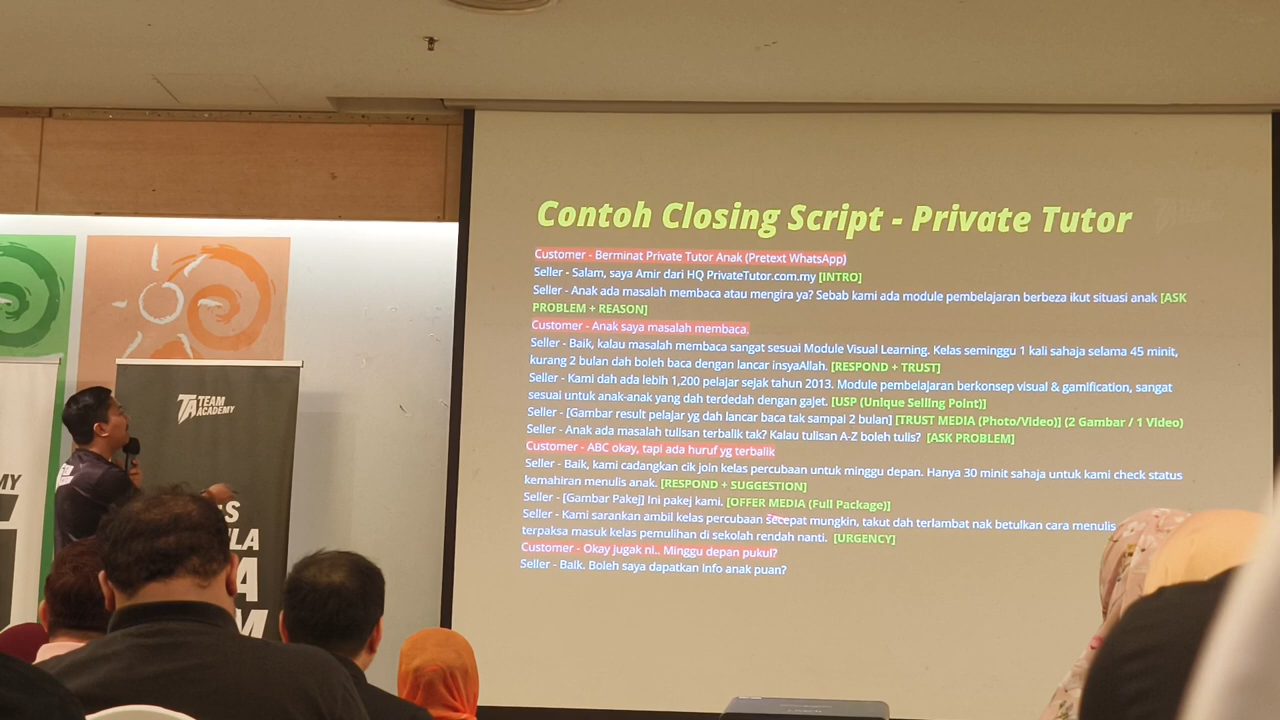 Contoh Closing Script - Private Tutor
Customer - Berminat Private Tutor Anak (Pretext WhatsApp)
Seller - Salam, saya Amir dari HQ PrivateTutor.com.my [INTRO]
Seller - Anak ada masalah membaca atau mengira ya? Sebab kami ada module pembelajaran berbeza ikut situasi anak [ASK
PROBLEM + REASON]
Customer - Anak saya masalah membaca.
Seller - Baik, kalau masalah membaca sangat sesuai Module Visual Learning. Kelas seminggu 1 kali sahaja selama 45 minit,
kurang 2 bulan dah boleh baca dengan lancar insyaAllah. [RESPOND + TRUST]
Seller - Kami dah ada lebih 1,200 pelajar sejak tahun 2013. Module pembelajaran berkonsep visual & gamification, sangat
sesuai untuk anak-anak yang dah terdedah dengan gajet. [USP (Unique Selling Point)]
Seller - [Gambar result pelajar yg dah lancar baca tak sampai 2 bulan] [TRUST MEDIA (Photo/Video)] (2 Gambar / 1 Video)
Seller - Anak ada masalah tulisan terbalik tak? Kalau tulisan A-Z boleh tulis? [ASK PROBLEM]
Customer - ABC okay, tapi ada huruf yg terbalik
Seller - Baik, kami cadangkan cik join kelas percubaan untuk minggu depan. Hanya 30 minit sahaja untuk kami check status
kemahiran menulis anak. [RESPOND + SUGGESTION]
Seller - [Gambar Pakej] Ini pakej kami. [OFFER MEDIA (Full Package)]
Seller - Kami sarankan ambil kelas percubaan secepat mungkin, takut dah terlambat nak betulkan cara menulis
terpaksa masuk kelas pemulihan di sekolah rendah nanti. [URGENCY]
Customer - Okay jugak ni.. Minggu depan pukul?
Seller - Baik. Boleh saya dapatkan info anak puan?
TA TEAM
ACADEMY